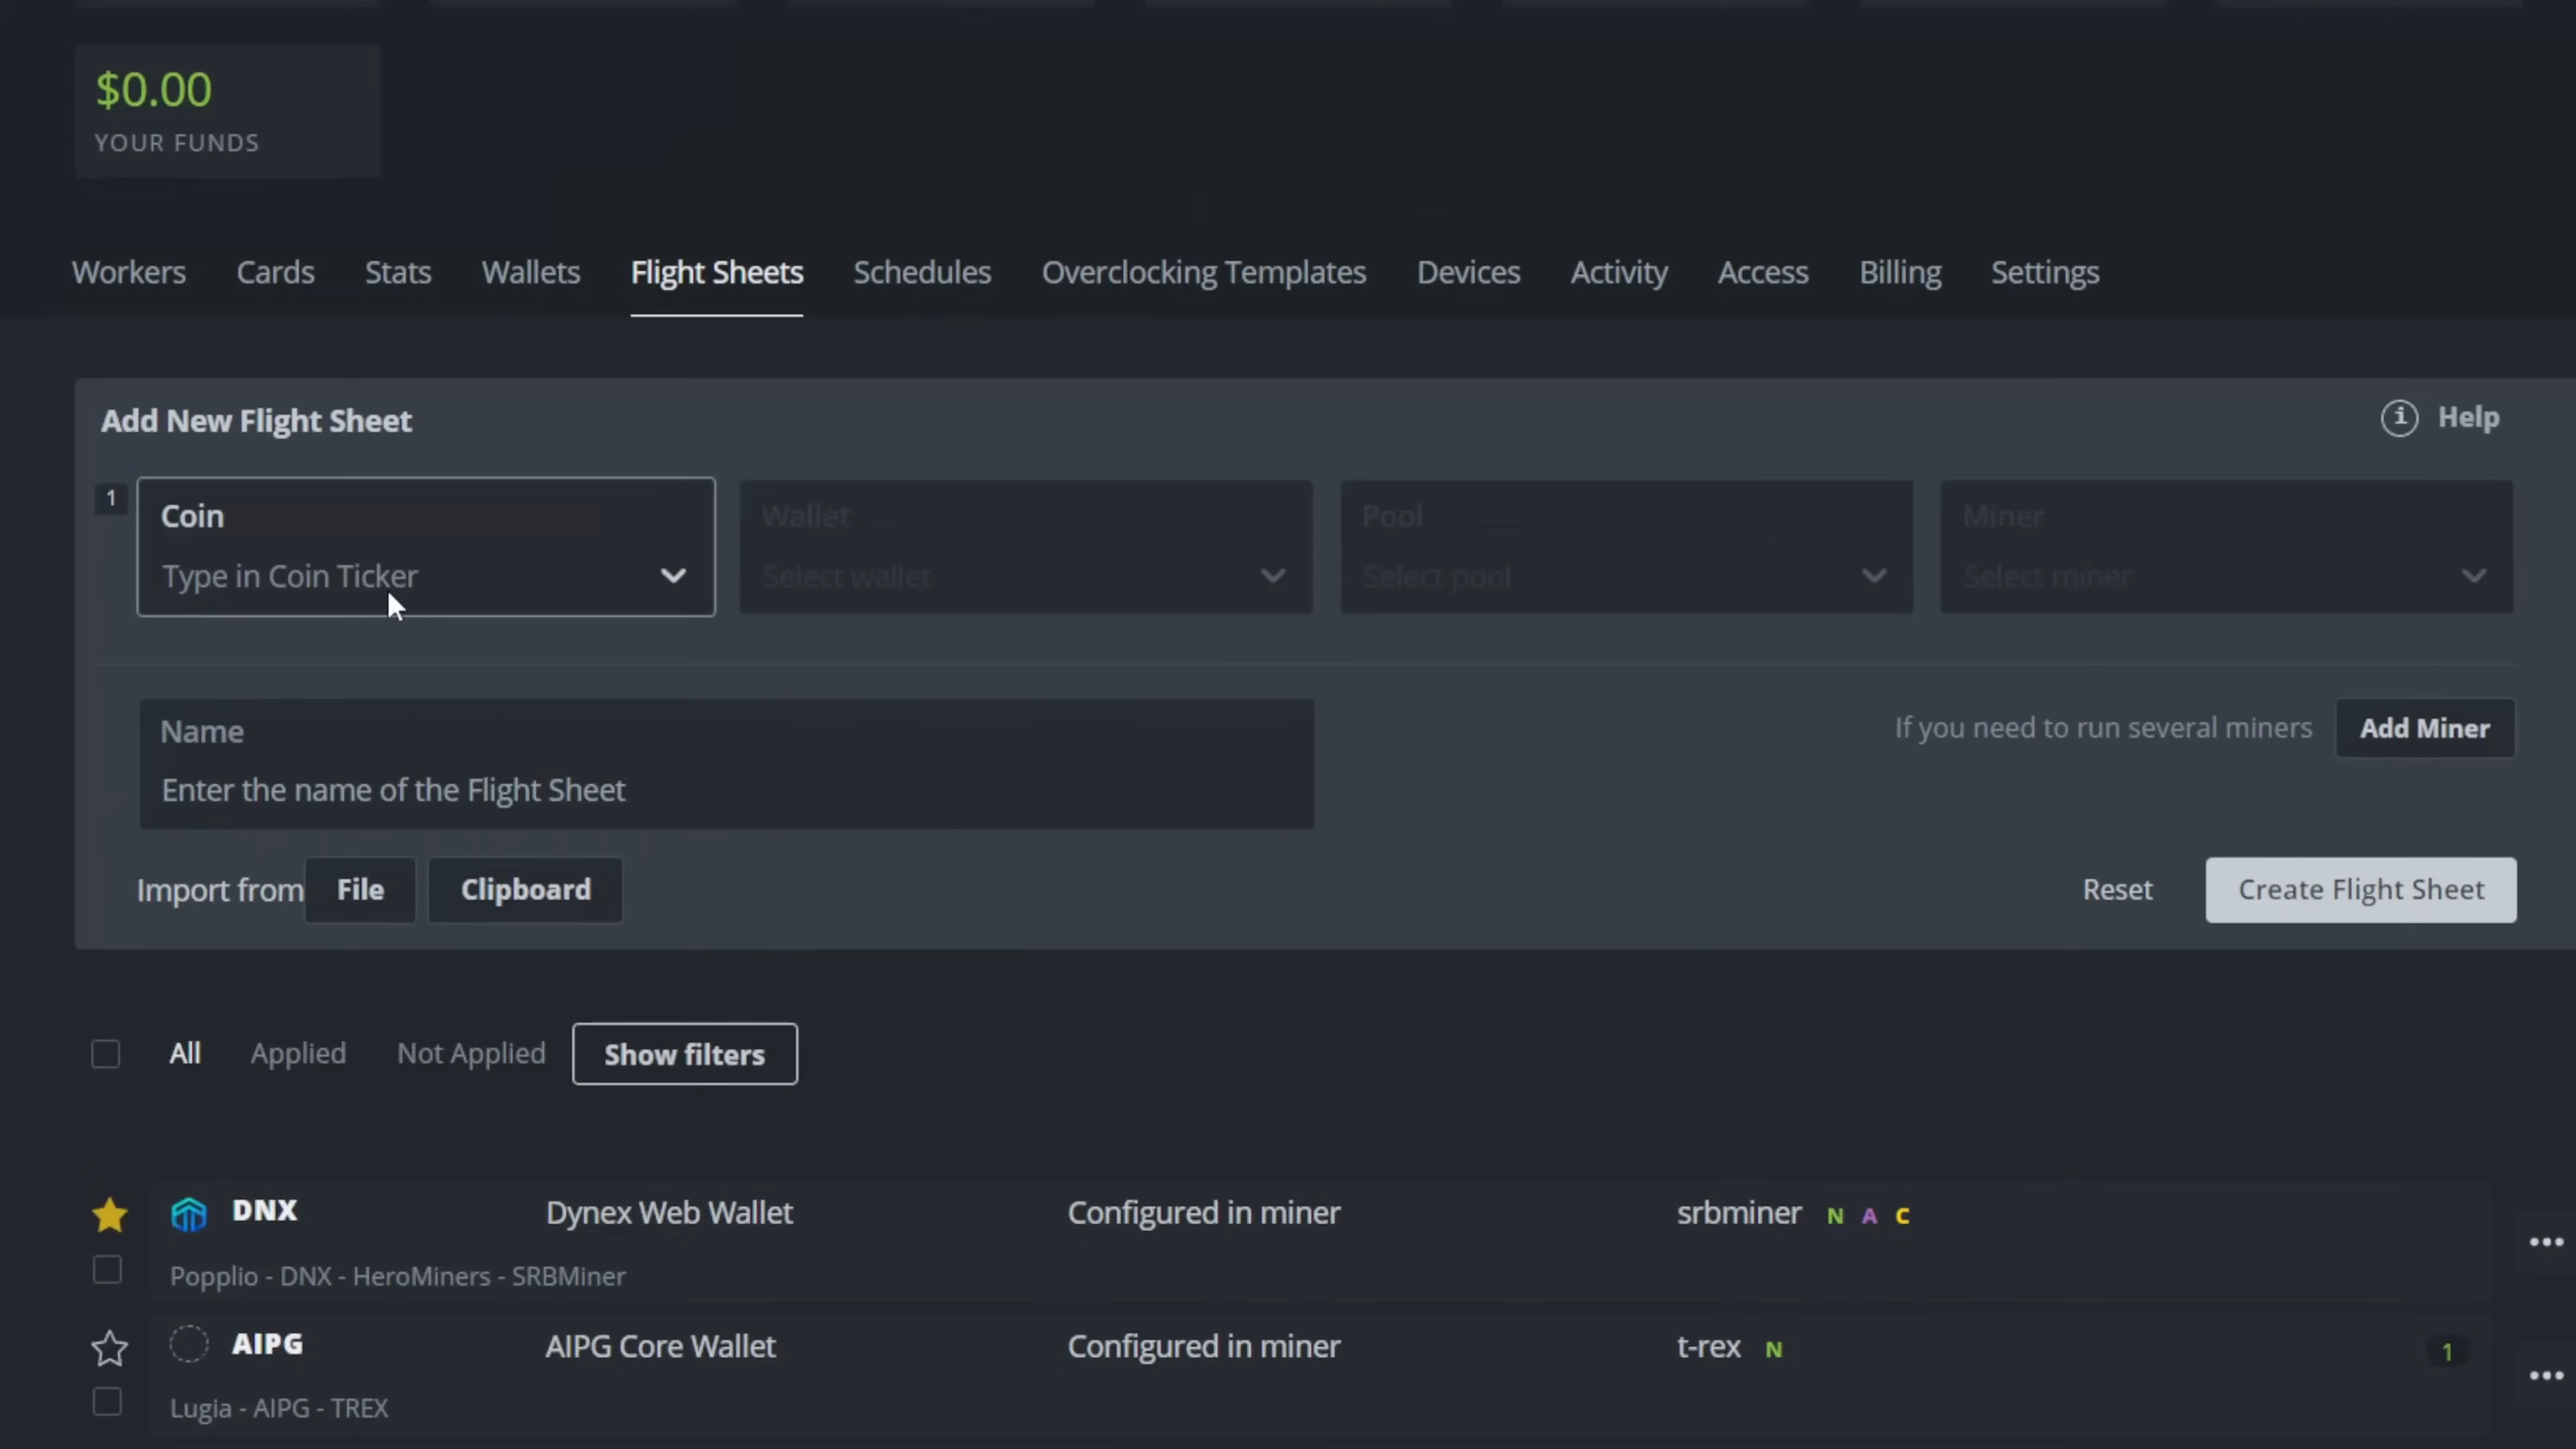 $0.00
YOUR FUNDS
Workers Cards Stats Wallets Flight Sheets Schedules Overclocking Templates Devices Activity Access Billing Settings
Add New Flight Sheet
i Help
1
Coin
Type in Coin Ticker
Wallet
Select wallet
Pool
Select pool
Miner
Select miner
Name
Enter the name of the Flight Sheet
If you need to run several miners Add Miner
Import from File Clipboard
Reset Create Flight Sheet
All Applied Not Applied Show filters
DNX Dynex Web Wallet Configured in miner srbminer N A C
Popplio - DNX - HeroMiners - SRBMiner
AIPG AIPG Core Wallet Configured in miner t-rex N 1
Lugia - AIPG - TREX